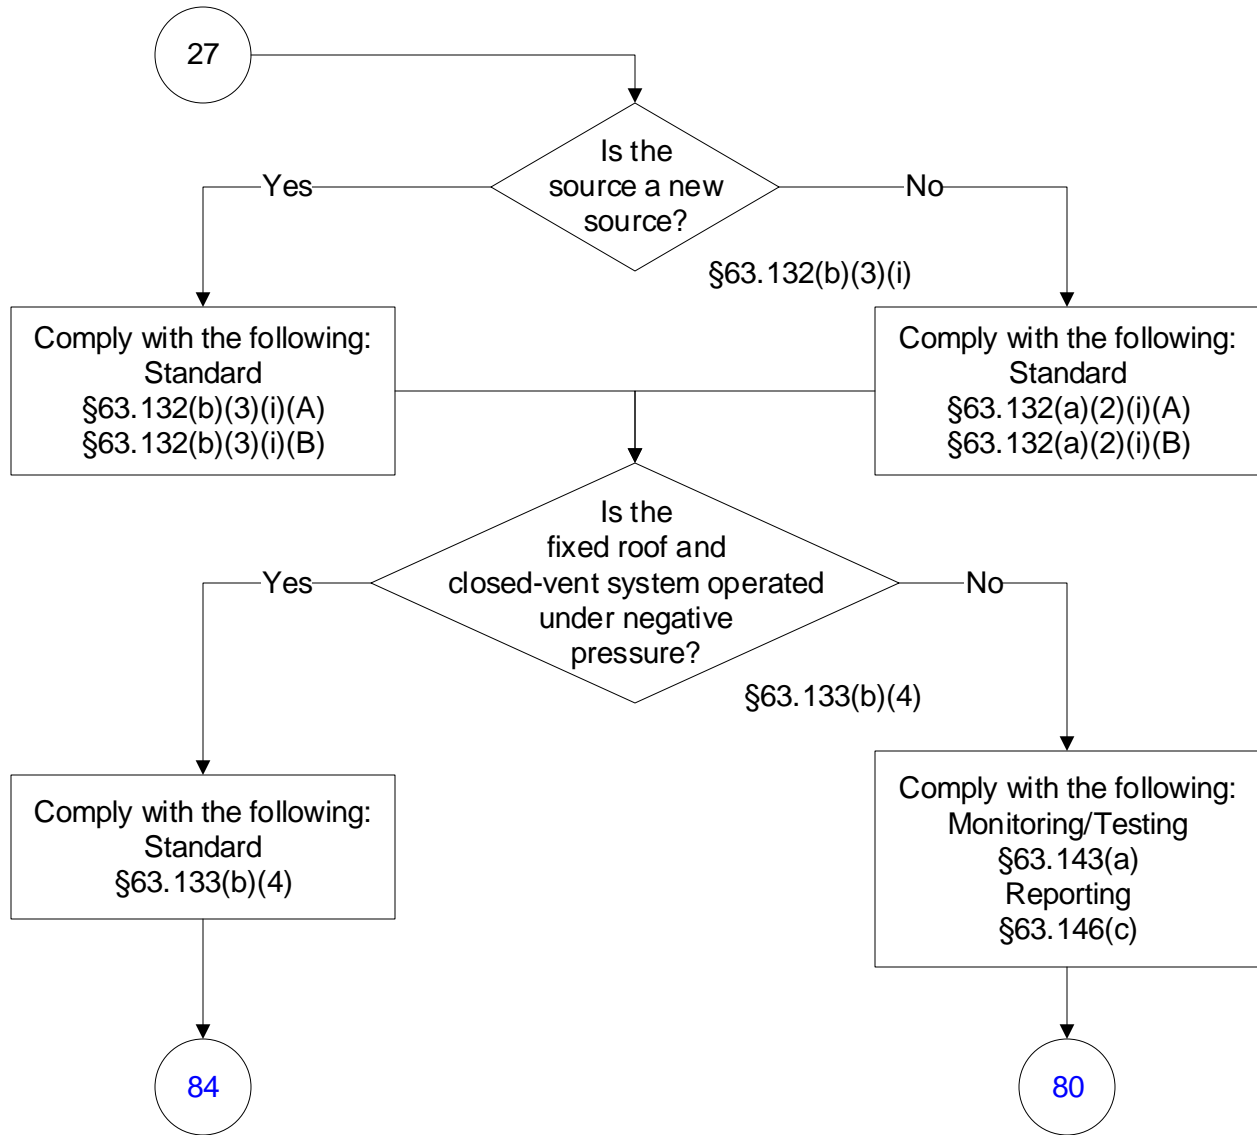 27
Is the
source a new
source?
Yes
No
§63.132(b)(3)(i)
Comply with the following:
Standard
§63.132(b)(3)(i)(A)
§63.132(b)(3)(i)(B)
Comply with the following:
Standard
§63.132(a)(2)(i)(A)
§63.132(a)(2)(i)(B)
Is the
fixed roof and
closed-vent system operated
under negative
pressure?
Yes
No
§63.133(b)(4)
Comply with the following:
Standard
§63.133(b)(4)
Comply with the following:
Monitoring/Testing
§63.143(a)
Reporting
§63.146(c)
84
80